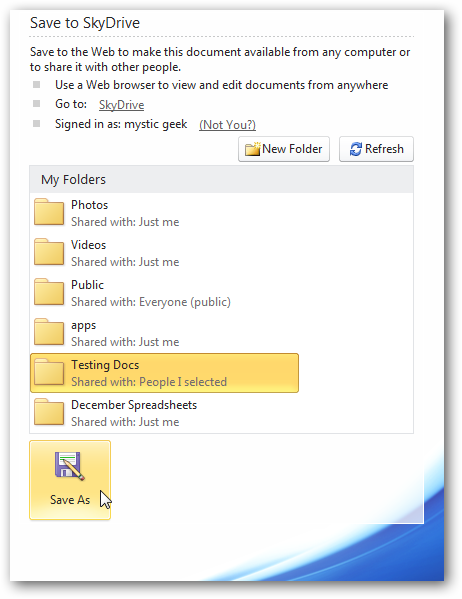 Save to SkyDrive
Save to the Web to make this document available from any computer or
to share it with other people.
Use a Web browser to view and edit documents from anywhere
Go to: SkyDrive
Signed in as: mystic geek (Not You?)
New Folder Refresh
My Folders
Photos
Shared with: Just me
Videos
Shared with: Just me
Public
Shared with: Everyone (public)
apps
Shared with: Just me
Testing Docs
Shared with: People I selected
December Spreadsheets
Shared with: Just me
Save As